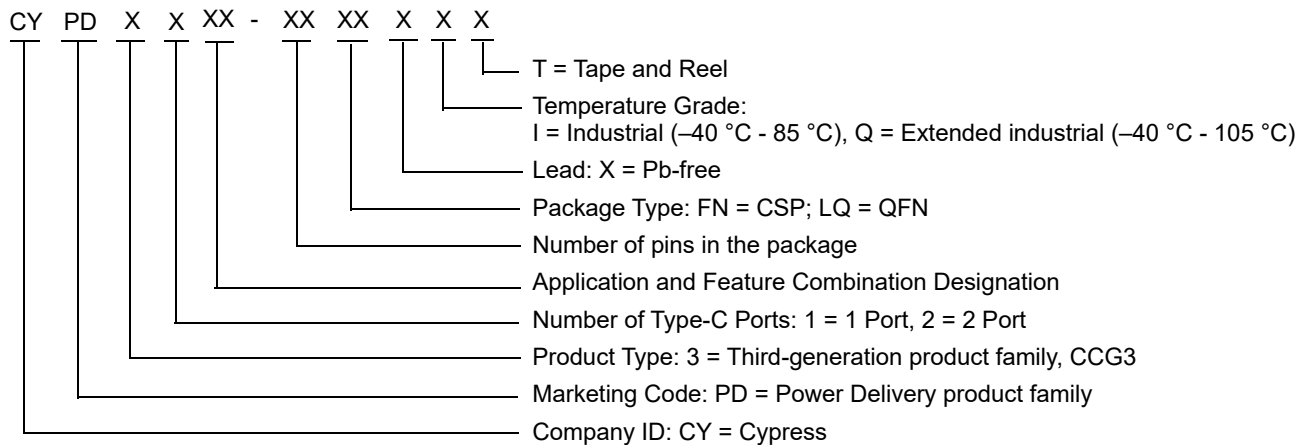 CY PD X X XX - XX XX X X X
T = Tape and Reel
Temperature Grade:
I = Industrial (–40 °C - 85 °C), Q = Extended industrial (–40 °C - 105 °C)
Lead: X = Pb-free
Package Type: FN = CSP; LQ = QFN
Number of pins in the package
Application and Feature Combination Designation
Number of Type-C Ports: 1 = 1 Port, 2 = 2 Port
Product Type: 3 = Third-generation product family, CCG3
Marketing Code: PD = Power Delivery product family
Company ID: CY = Cypress